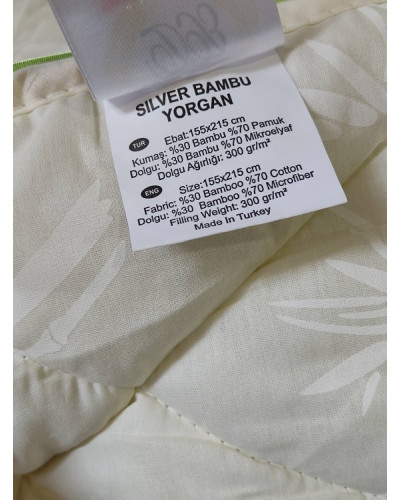 SILVER BAMBU
YORGAN
TUR
Ebat:155x215 cm
Kumaş: %30 Bambu %70 Pamuk
Dolgu: %30 Bambu %70 Mikroelyaf
Dolgu Ağırlığı: 300 gr/m²
ENG
Size:155x215 cm
Fabric: %30 Bamboo %70 Cotton
Dolgu: %30 Bamboo %70 Microfiber
Filling Weight: 300 gr/m²
Made In Turkey